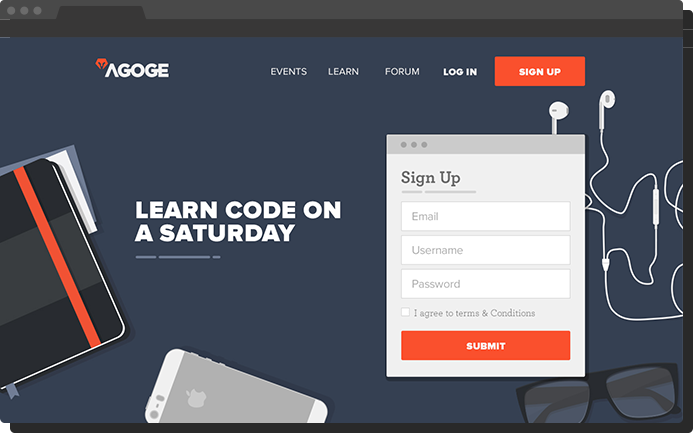 AGOGE
EVENTS LEARN FORUM LOG IN SIGN UP
LEARN CODE ON
A SATURDAY
Sign Up
Email
Username
Password
I agree to terms & Conditions
SUBMIT